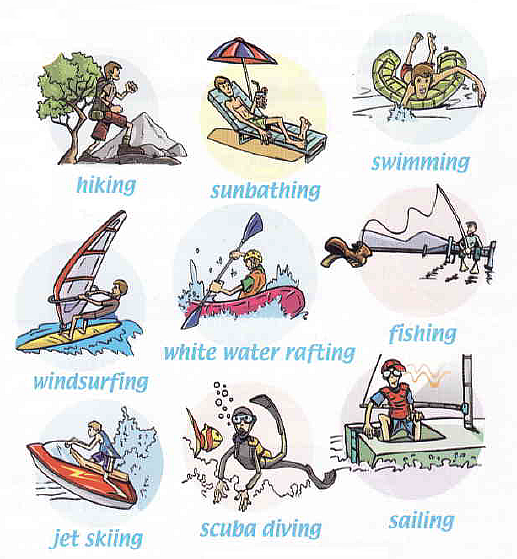 hiking
sunbathing
swimming
windsurfing
white water rafting
fishing
jet skiing
scuba diving
sailing